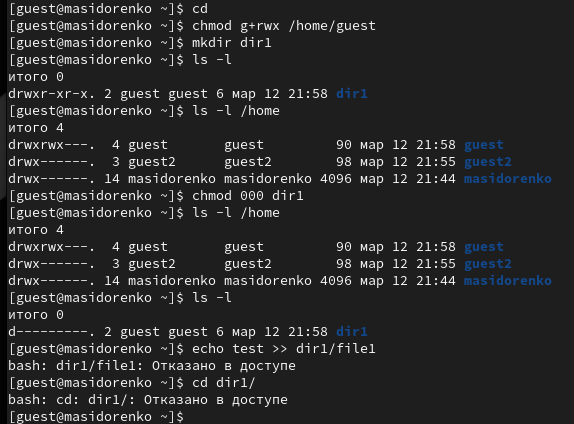 [guest@masidorenko ~]$ cd
[guest@masidorenko ~]$ chmod g+rwx /home/guest
[guest@masidorenko ~]$ mkdir dir1
[guest@masidorenko ~]$ ls -l
итого 0
drwxr-xr-x. 2 guest guest 6 мар 12 21:58 dir1
[guest@masidorenko ~]$ ls -l /home
итого 4
drwxrwx---.  4 guest       guest         90 мар 12 21:58 guest
drwx------.  3 guest2      guest2        98 мар 12 21:55 guest2
drwx------. 14 masidorenko masidorenko 4096 мар 12 21:44 masidorenko
[guest@masidorenko ~]$ chmod 000 dir1
[guest@masidorenko ~]$ ls -l /home
итого 4
drwxrwx---.  4 guest       guest         90 мар 12 21:58 guest
drwx------.  3 guest2      guest2        98 мар 12 21:55 guest2
drwx------. 14 masidorenko masidorenko 4096 мар 12 21:44 masidorenko
[guest@masidorenko ~]$ ls -l
итого 0
d---------. 2 guest guest 6 мар 12 21:58 dir1
[guest@masidorenko ~]$ echo test >> dir1/file1
bash: dir1/file1: Отказано в доступе
[guest@masidorenko ~]$ cd dir1/
bash: cd: dir1/: Отказано в доступе
[guest@masidorenko ~]$